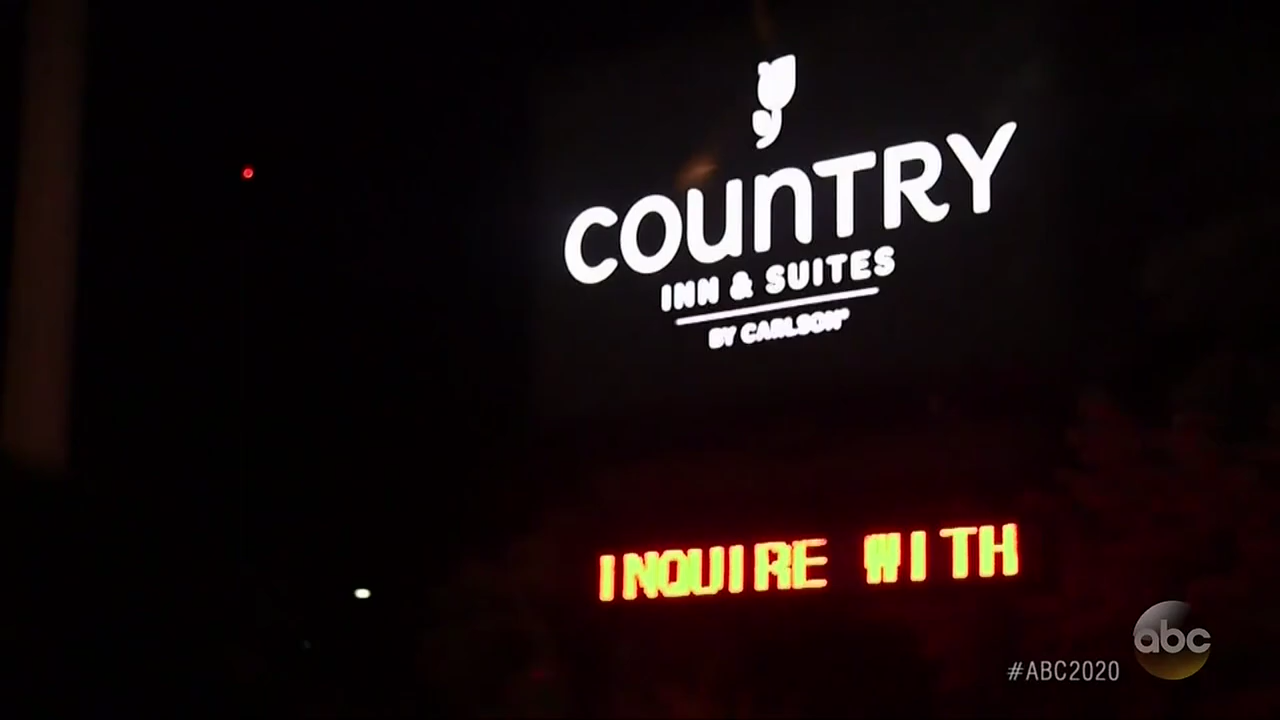 COUNTRY
INN & SUITES
BY CARLSON®
INQUIRE WITH
abc
#ABC2020